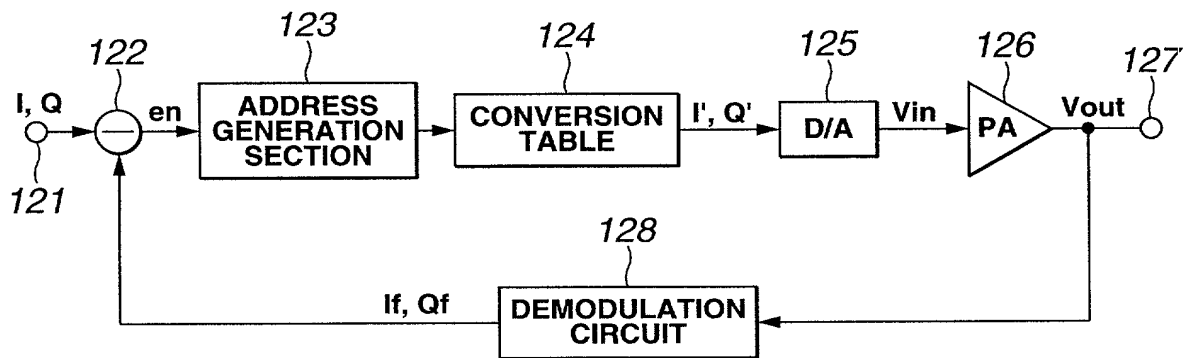 122
123
124
125
126
127
I, Q
en
ADDRESS
GENERATION
SECTION
CONVERSION
TABLE
I', Q'
D/A
Vin
PA
Vout
121
128
If, Qf
DEMODULATION
CIRCUIT